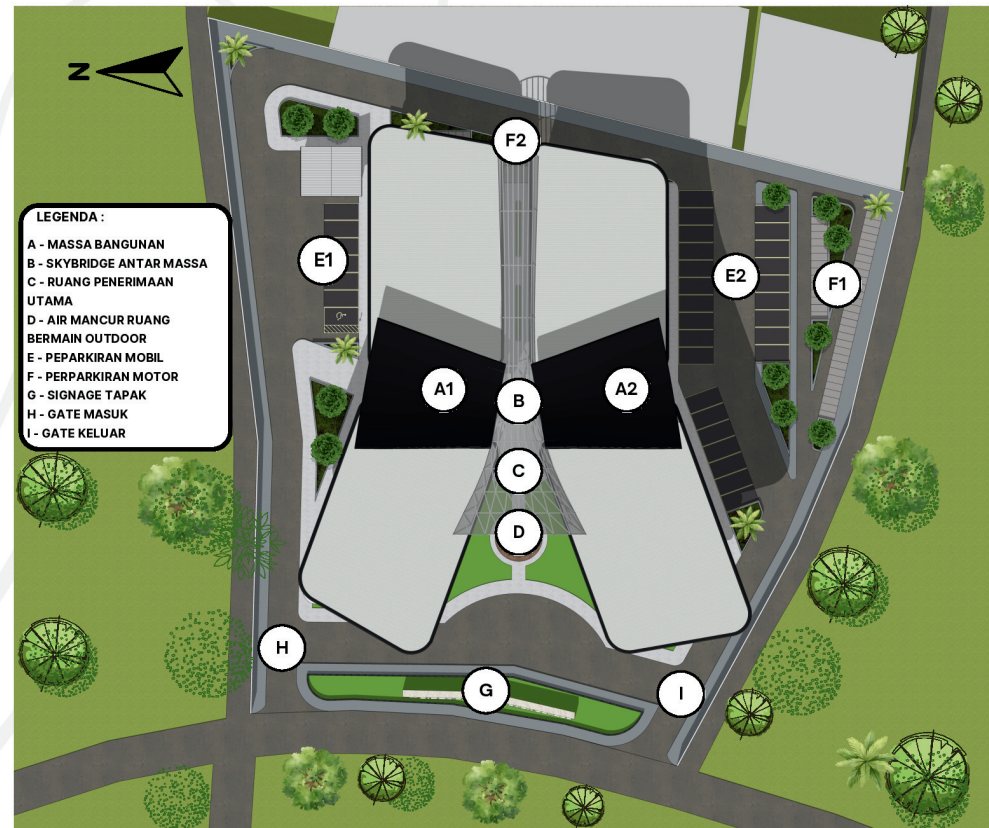 N
F2
LEGENDA :
A - MASSA BANGUNAN
B - SKYBRIDGE ANTAR MASSA
C - RUANG PENERIMAAN
UTAMA
D - AIR MANCUR RUANG
BERMAIN OUTDOOR
E - PEPARKIRAN MOBIL
F - PERPARKIRAN MOTOR
G - SIGNAGE TAPAK
H - GATE MASUK
I - GATE KELUAR
E1
E2
F1
A1
A2
B
C
D
H
G
I